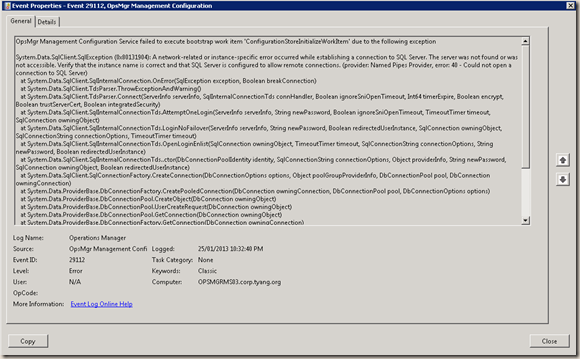 Event Properties - Event 29112, OpsMgr Management Configuration
General Details
OpsMgr Management Configuration Service failed to execute bootstrap work item 'ConfigurationStoreInitializeWorkItem' due to the following exception
System.Data.SqlClient.SqlException (0x80131904): A network-related or instance-specific error occurred while establishing a connection to SQL Server. The server was not found or was
not accessible. Verify that the instance name is correct and that SQL Server is configured to allow remote connections. (provider: Named Pipes Provider, error: 40 - Could not open a
connection to SQL Server)
at System.Data.SqlClient.SqlInternalConnection.OnError(SqlException exception, Boolean breakConnection)
at System.Data.SqlClient.TdsParser.ThrowExceptionAndWarning()
at System.Data.SqlClient.TdsParser.Connect(ServerInfo serverInfo, SqlInternalConnectionTds connHandler, Boolean ignoreSniOpenTimeout, Int64 timerExpire, Boolean encrypt,
Boolean trustServerCert, Boolean integratedSecurity)
at System.Data.SqlClient.SqlInternalConnectionTds.AttemptOneLogin(ServerInfo serverInfo, String newPassword, Boolean ignoreSniOpenTimeout, TimeoutTimer timeout,
SqlConnection owningObject)
at System.Data.SqlClient.SqlInternalConnectionTds.LoginNoFailover(ServerInfo serverInfo, String newPassword, Boolean redirectedUserInstance, SqlConnection owningObject,
SqlConnectionString connectionOptions, TimeoutTimer timeout)
at System.Data.SqlClient.SqlInternalConnectionTds.OpenLoginEnlist(SqlConnection owningObject, TimeoutTimer timeout, SqlConnectionString connectionOptions, String
newPassword, Boolean redirectedUserInstance)
at System.Data.SqlClient.SqlInternalConnectionTds..ctor(DbConnectionPoolIdentity identity, SqlConnectionString connectionOptions, Object providerInfo, String newPassword,
SqlConnection owningObject, Boolean redirectedUserInstance)
at System.Data.SqlClient.SqlConnectionFactory.CreateConnection(DbConnectionOptions options, Object poolGroupProviderInfo, DbConnectionPool pool, DbConnection
owningConnection)
at System.Data.ProviderBase.DbConnectionFactory.CreatePooledConnection(DbConnection owningConnection, DbConnectionPool pool, DbConnectionOptions options)
at System.Data.ProviderBase.DbConnectionPool.CreateObject(DbConnection owningObject)
at System.Data.ProviderBase.DbConnectionPool.UserCreateRequest(DbConnection owningObject)
at System.Data.ProviderBase.DbConnectionPool.GetConnection(DbConnection owningObject)
at System.Data.ProviderBase.DbConnectionFactory.GetConnection(DbConnection owningConnection)
Log Name: Operations Manager
Source: OpsMgr Management Confi Logged: 25/01/2013 10:32:40 PM
Event ID: 29112 Task Category: None
Level: Error Keywords: Classic
User: N/A Computer: OPSMGRMS03.corp.tyang.org
OpCode:
More Information: Event Log Online Help
Copy Close